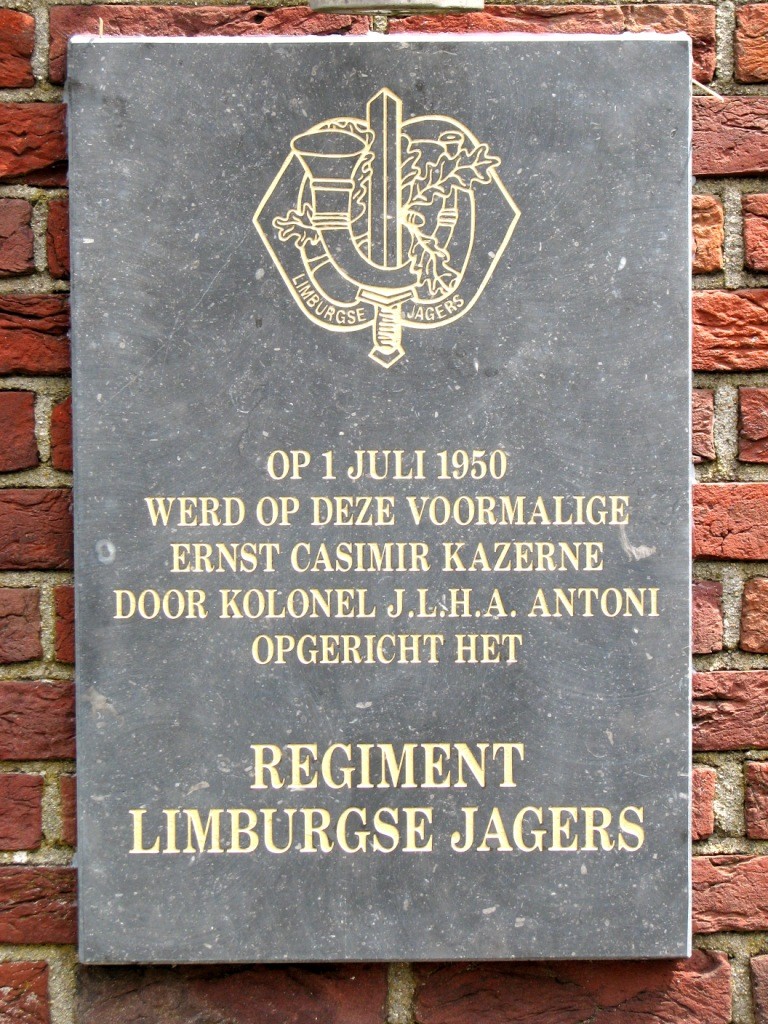 LIMBURGSE JAGERS
OP 1 JULI 1950
WERD OP DEZE VOORMALIGE
ERNST CASIMIR KAZERNE
DOOR KOLONEL J.L.H.A. ANTONI
OPGERICHT HET
REGIMENT
LIMBURGSE JAGERS